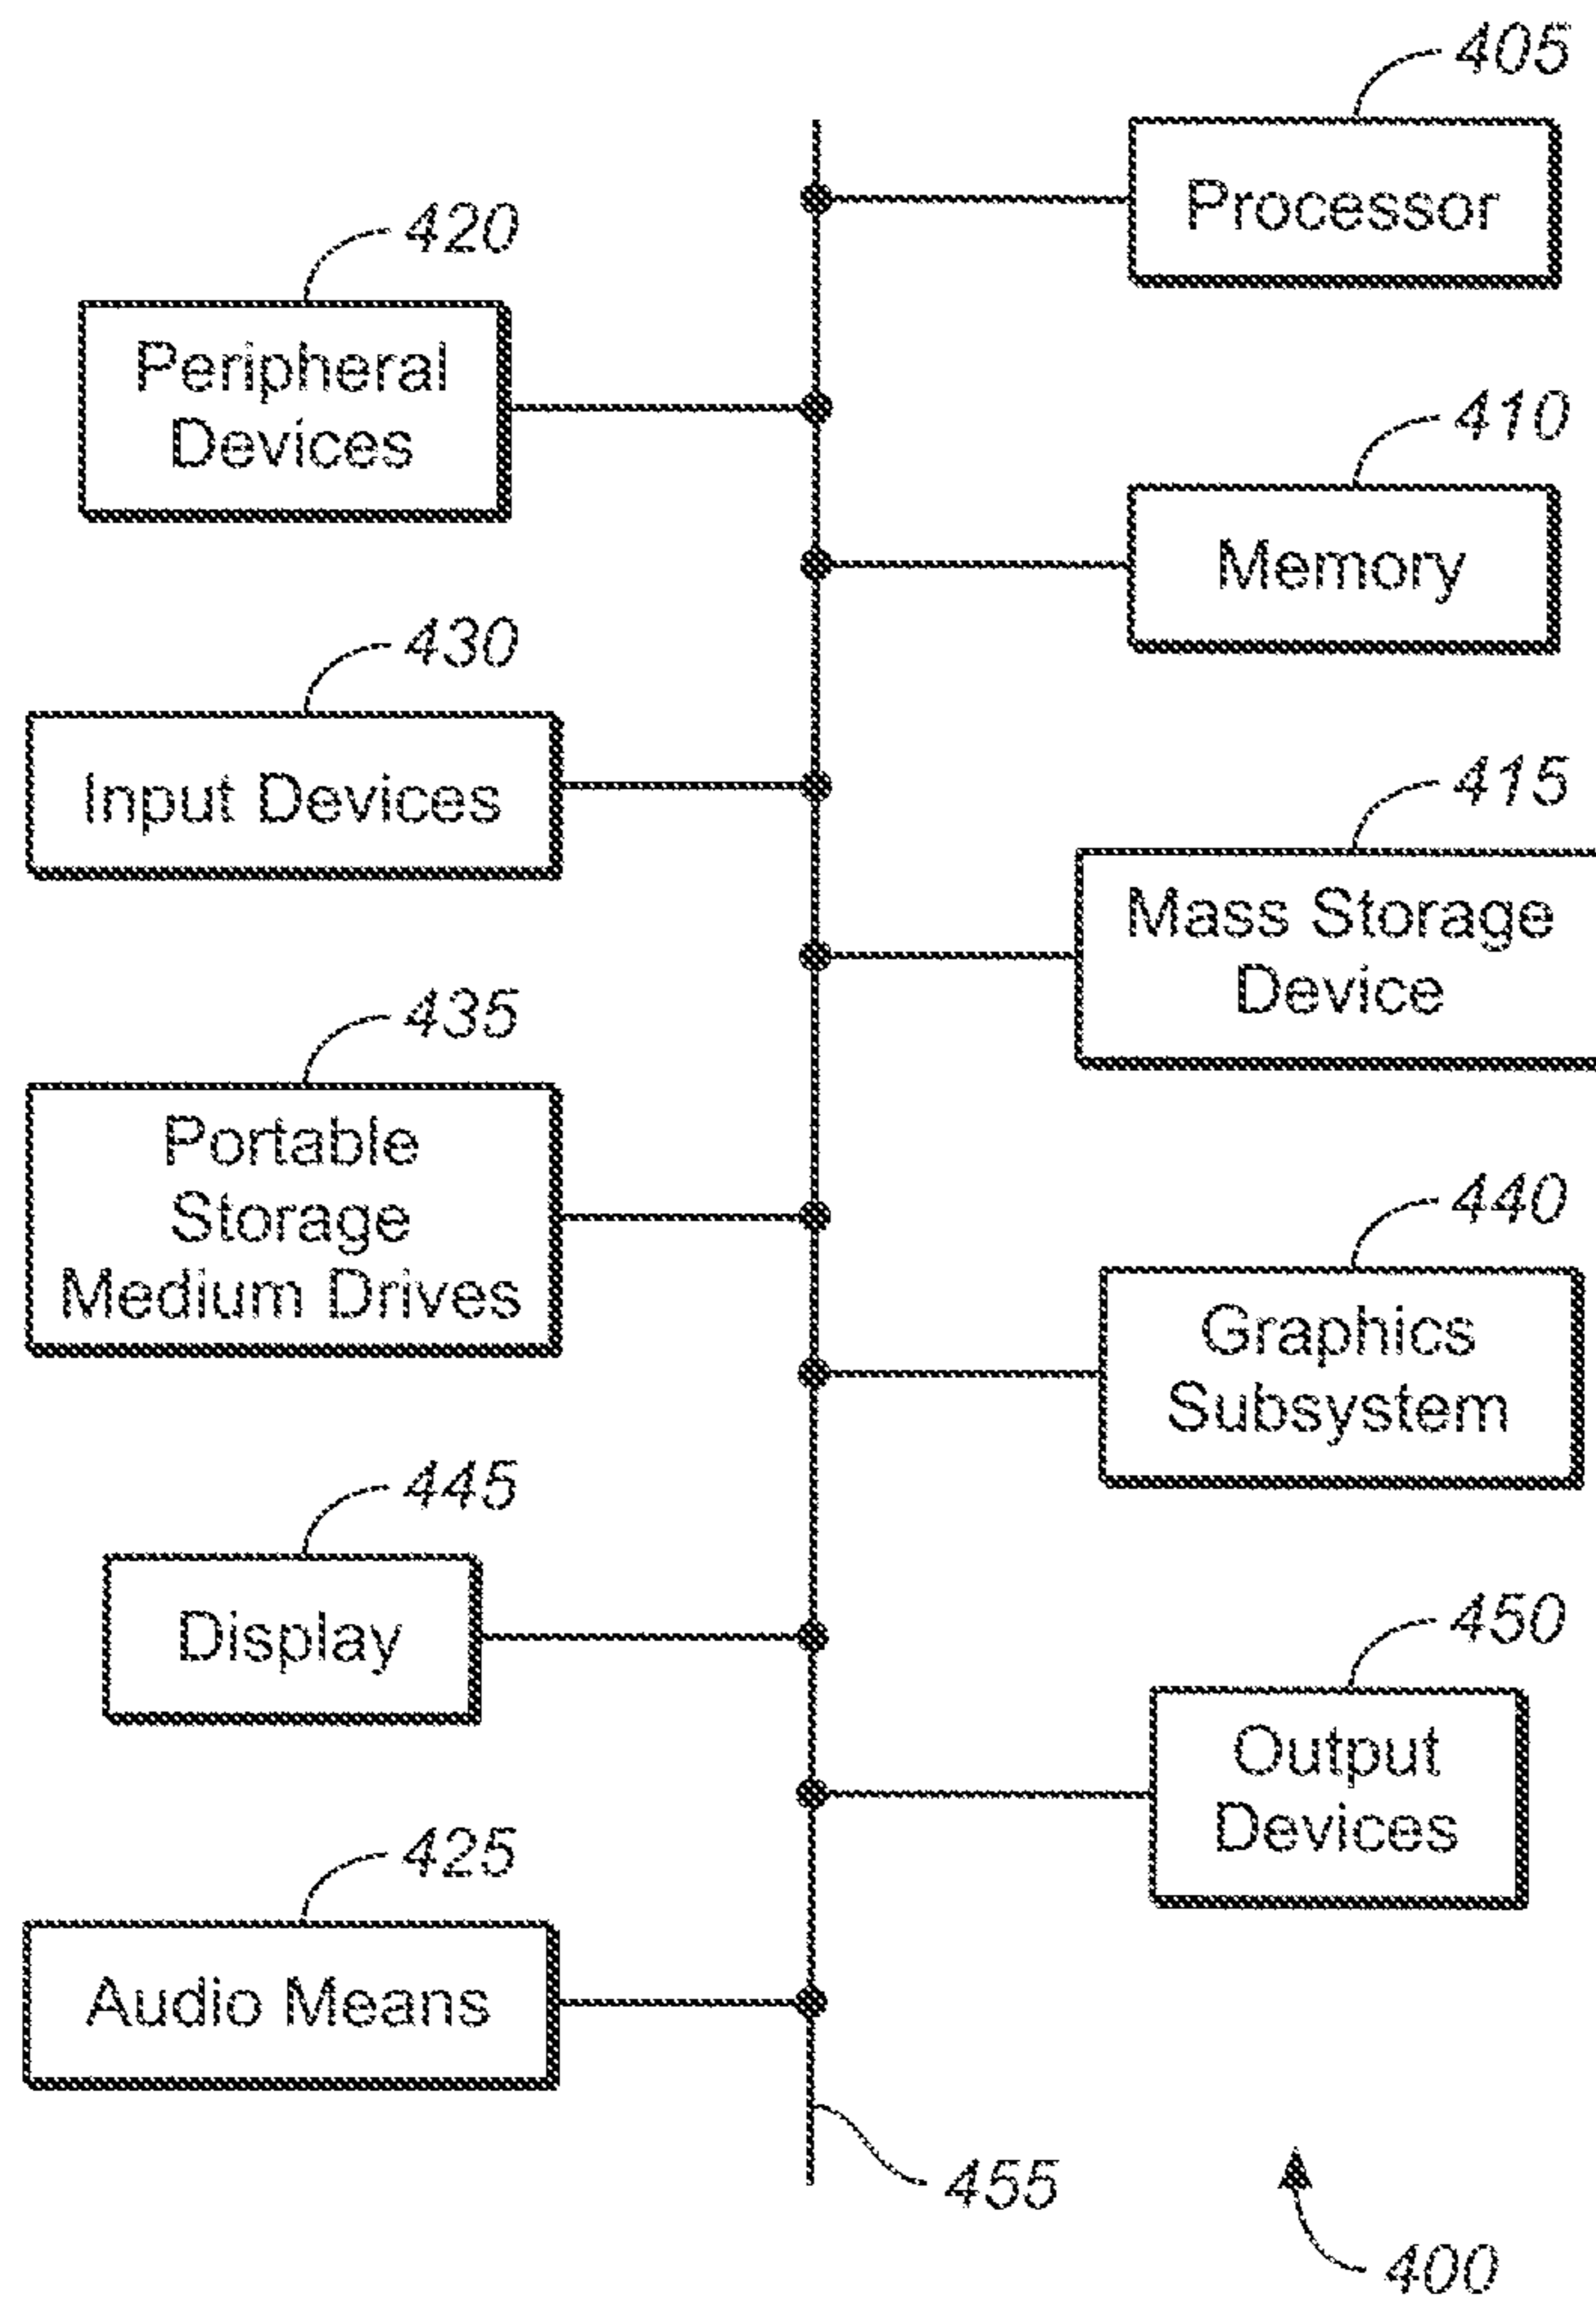 405
Processor
420
Peripheral
Devices
410
Memory
430
Input Devices
415
Mass Storage
Device
435
Portable
Storage
Medium Drives
440
Graphics
Subsystem
445
Display
450
Output
Devices
425
Audio Means
455
400